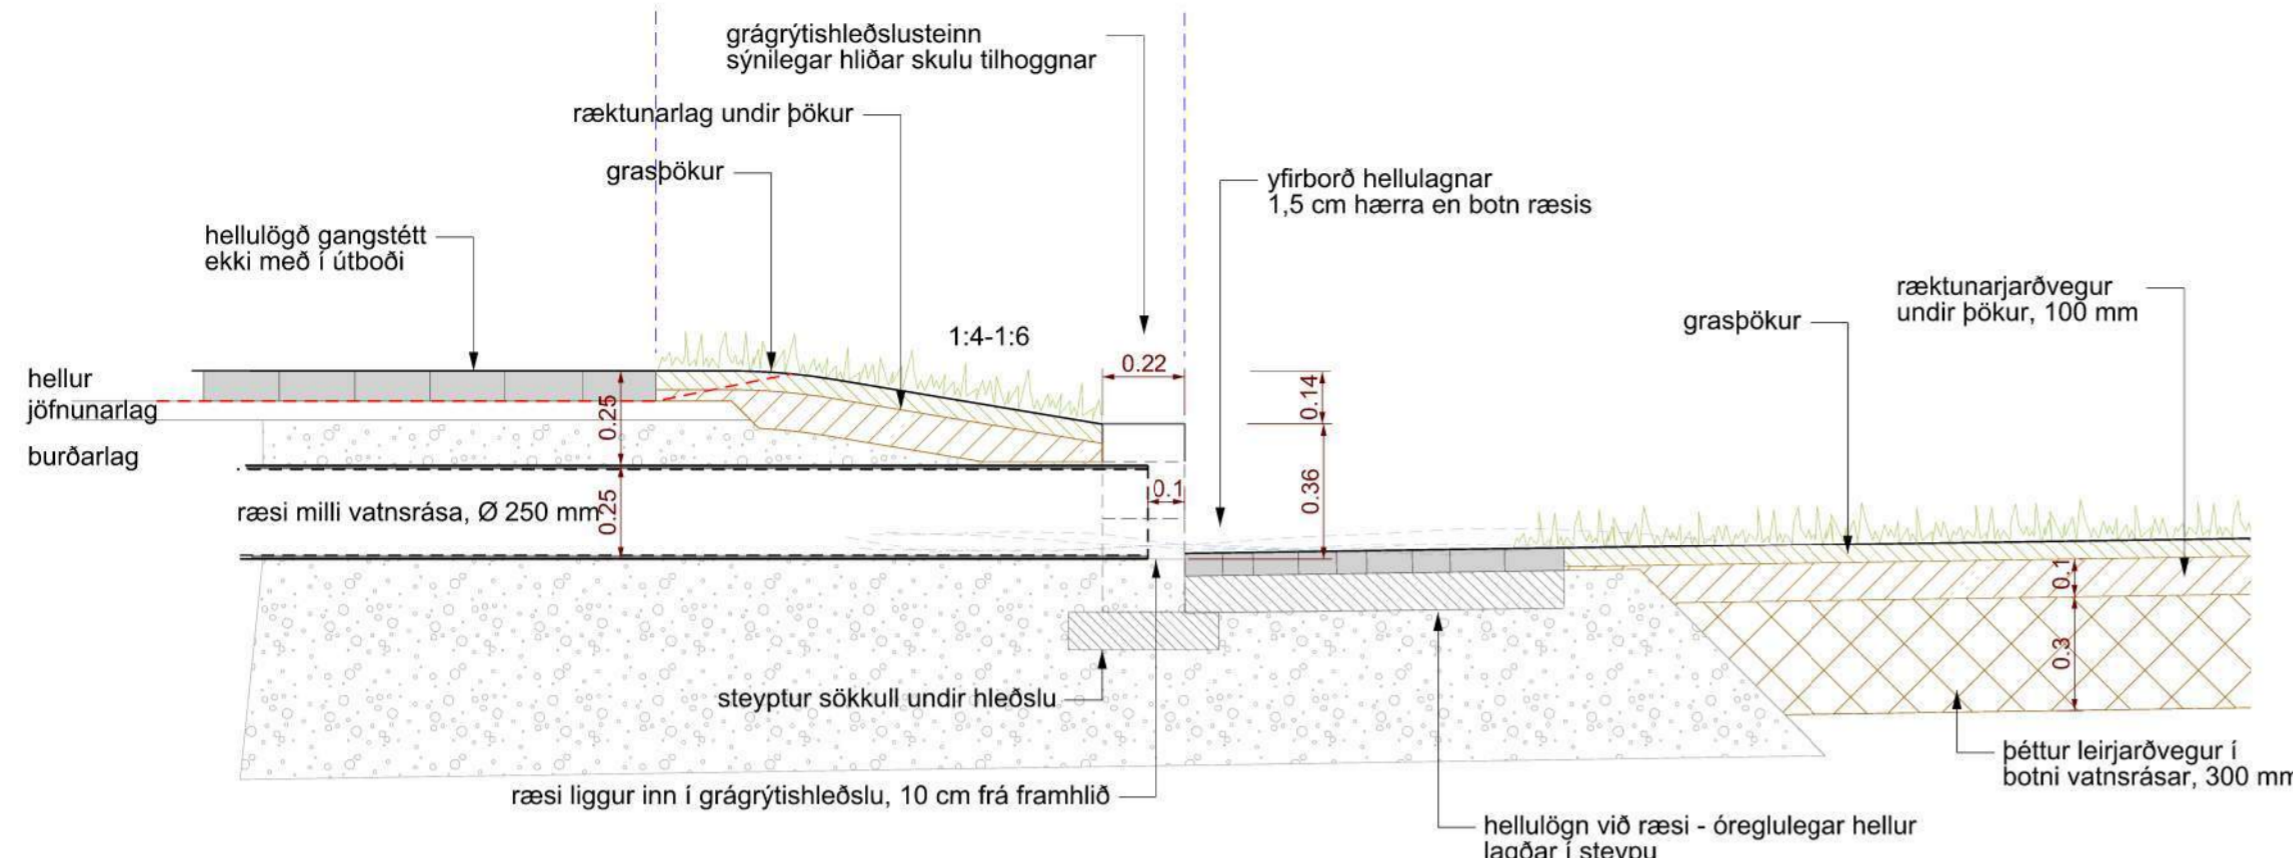 grágrýtishleðslusteinn
sýnilegar hliðar skulu tilhoggnar
ræktunarlag undir þökur
grasþökur
yfirborð hellulagnar
1,5 cm hærra en botn ræsis
hellulögð gangstétt
ekki með í útboði
ræktunarjarðvegur
undir þökur, 100 mm
grasþökur
1:4-1:6
0.22
0.14
hellur
jöfnunarlag
0.25
burðarlag
0.36
0.1
ræsi milli vatnsrása, Ø 250 mm
0.25
0.1
0.3
steyptur sökkull undir hleðslu
þéttur leirjarðvegur í
botni vatnsrásar, 300 mm
ræsi liggur inn í grágrýtishleðslu, 10 cm frá framhlið
hellulögn við ræsi - óreglulegar hellur
lagðar í steypu